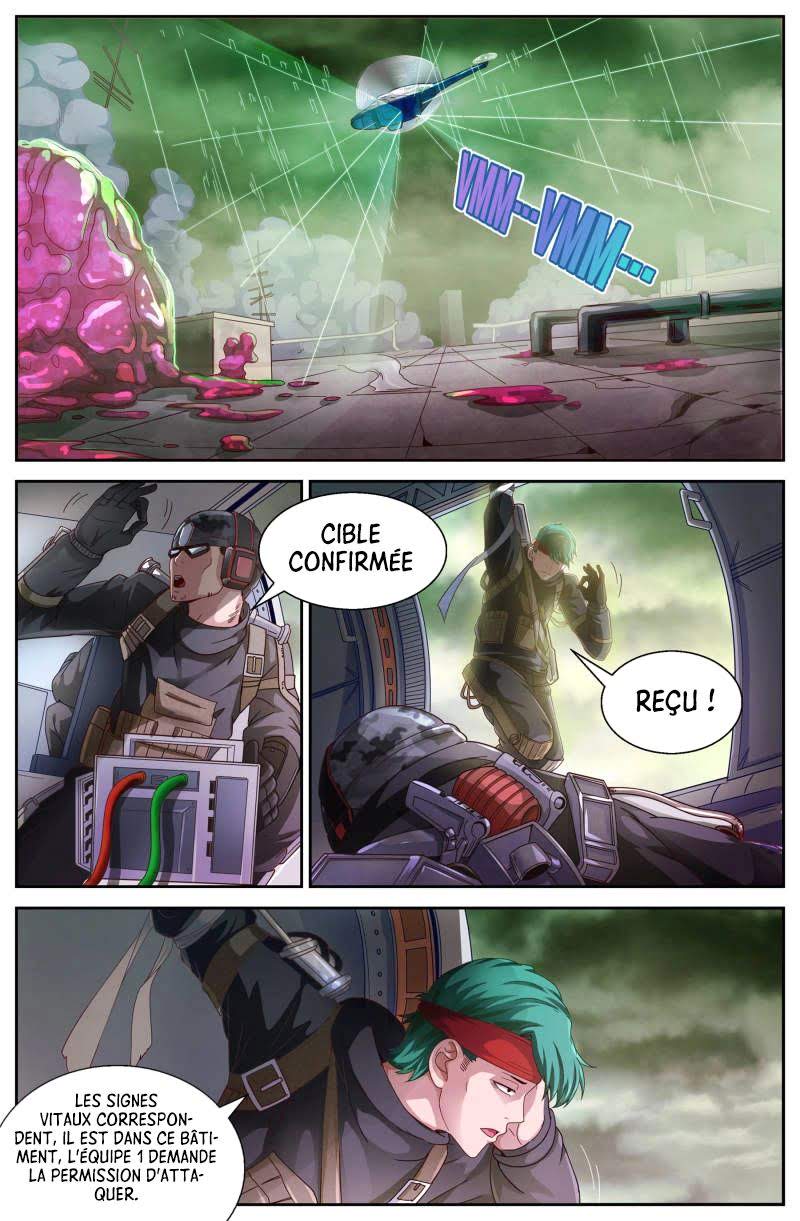 VMM... VMM...
CIBLE
CONFIRMÉE
REÇU !
LES SIGNES
VITAUX CORRESPON-
DENT, IL EST DANS CE BÂTI-
MENT, L'ÉQUIPE 1 DEMANDE
LA PERMISSION D'ATTA-
QUER.